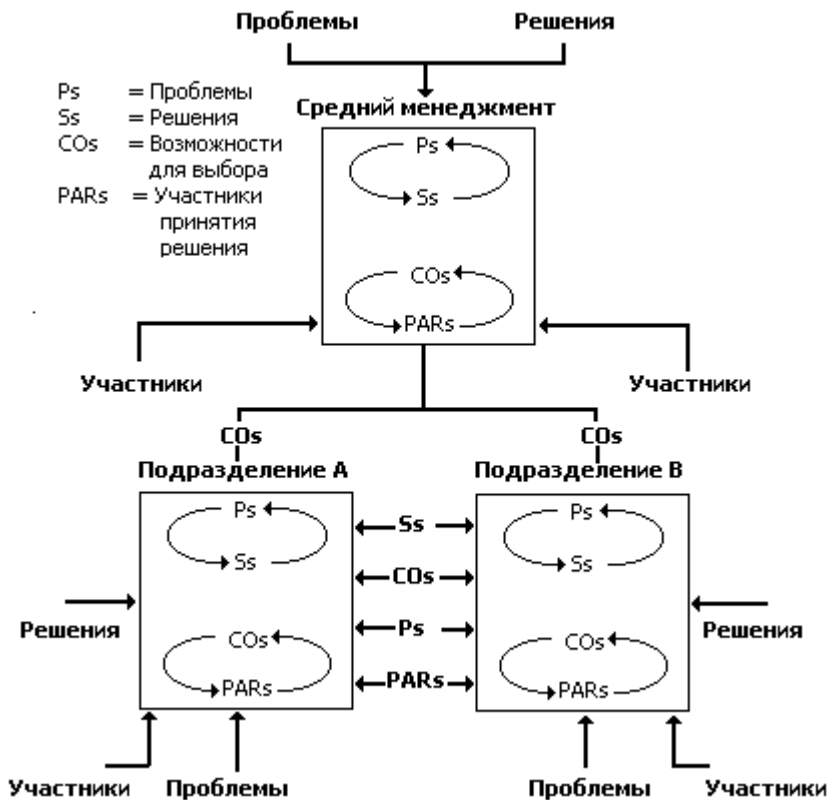 Проблемы Решения
Ps = Проблемы
Ss = Решения
COs = Возможности
для выбора
PARs = Участники
принятия
решения
Средний менеджмент
Ps
Ss
COs
PARs
Участники Участники
COs COs
Подразделение А Подразделение В
Ps Ss Ps
Ss COs Ss
COs Ps COs
PARs PARs PARs
Решения Решения
Участники Проблемы Проблемы Участники